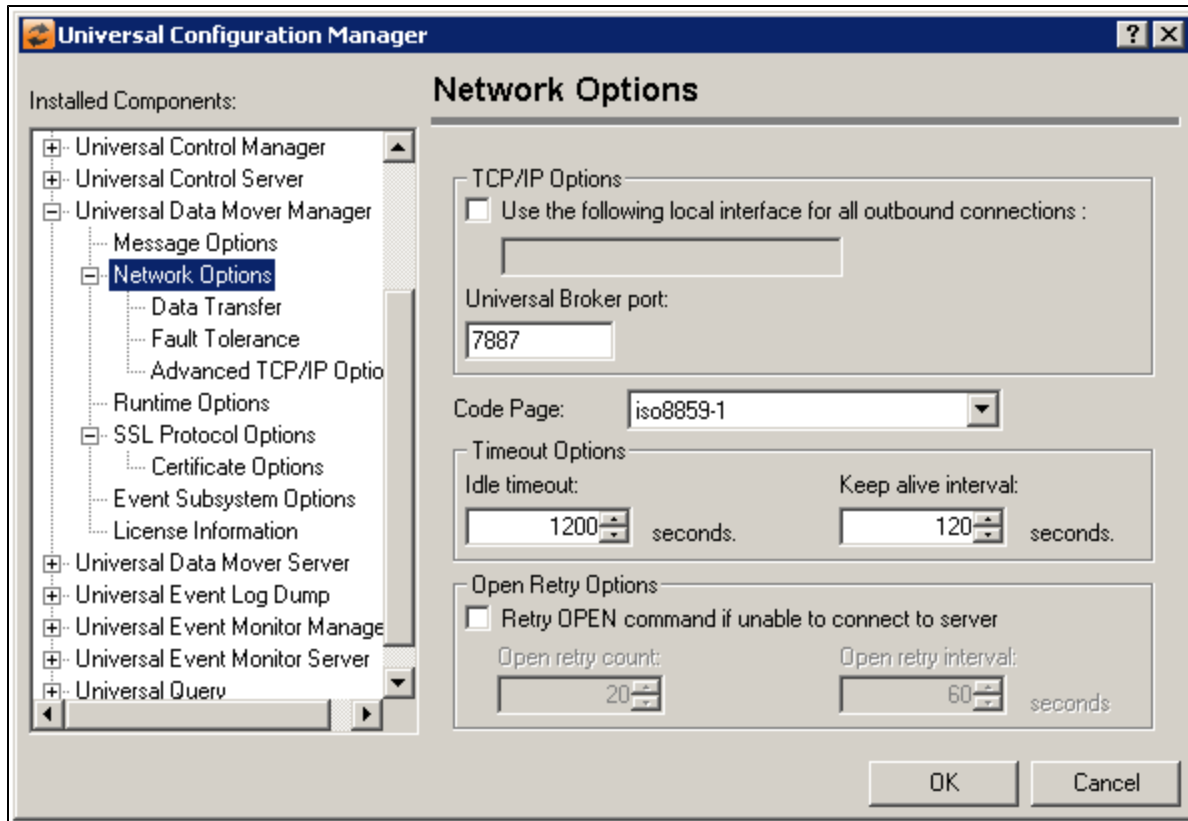 Universal Configuration Manager
Installed Components:
Universal Control Manager
Universal Control Server
Universal Data Mover Manager
Message Options
Network Options
Data Transfer
Fault Tolerance
Advanced TCP/IP Optio
Runtime Options
SSL Protocol Options
Certificate Options
Event Subsystem Options
License Information
Universal Data Mover Server
Universal Event Log Dump
Universal Event Monitor Manage
Universal Event Monitor Server
Universal Query
Network Options
TCP/IP Options
Use the following local interface for all outbound connections :
Universal Broker port:
7887
Code Page: iso8859-1
Timeout Options
Idle timeout: Keep alive interval:
1200 seconds. 120 seconds.
Open Retry Options
Retry OPEN command if unable to connect to server
Open retry count: Open retry interval:
20 60 seconds
OK Cancel